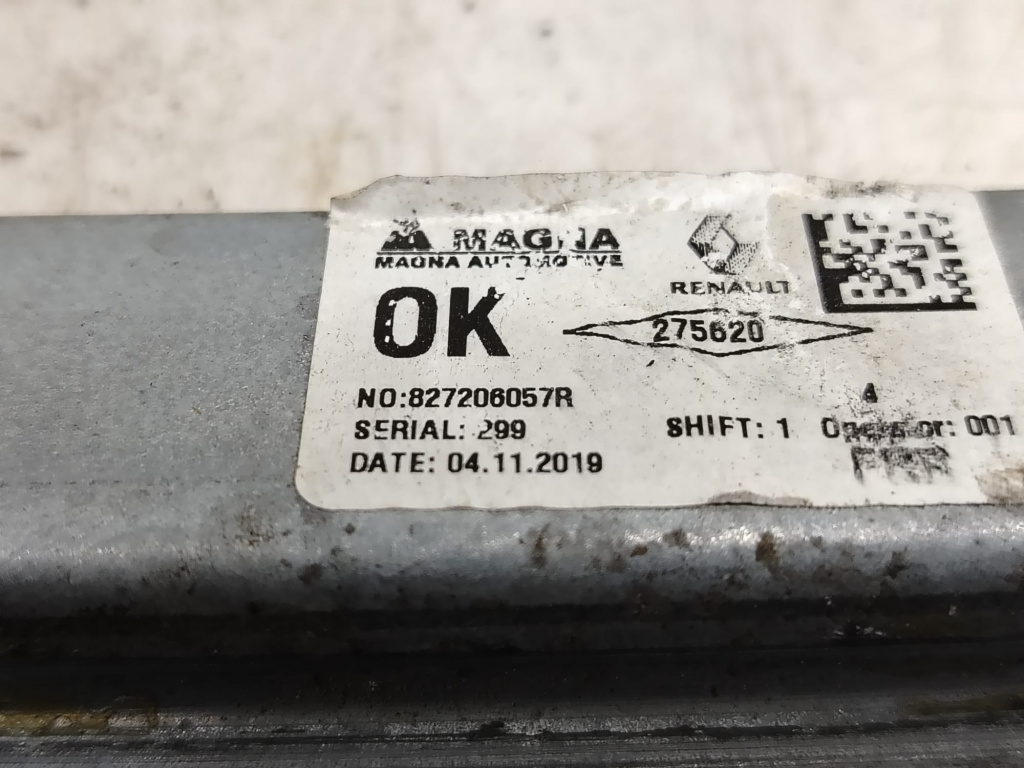 MAGNA
MAGNA AUTOMOTIVE
RENAULT
OK
275620
NO:827206057R
4
SERIAL: 299
SHIFT: 1 Operator: 001
DATE: 04.11.2019